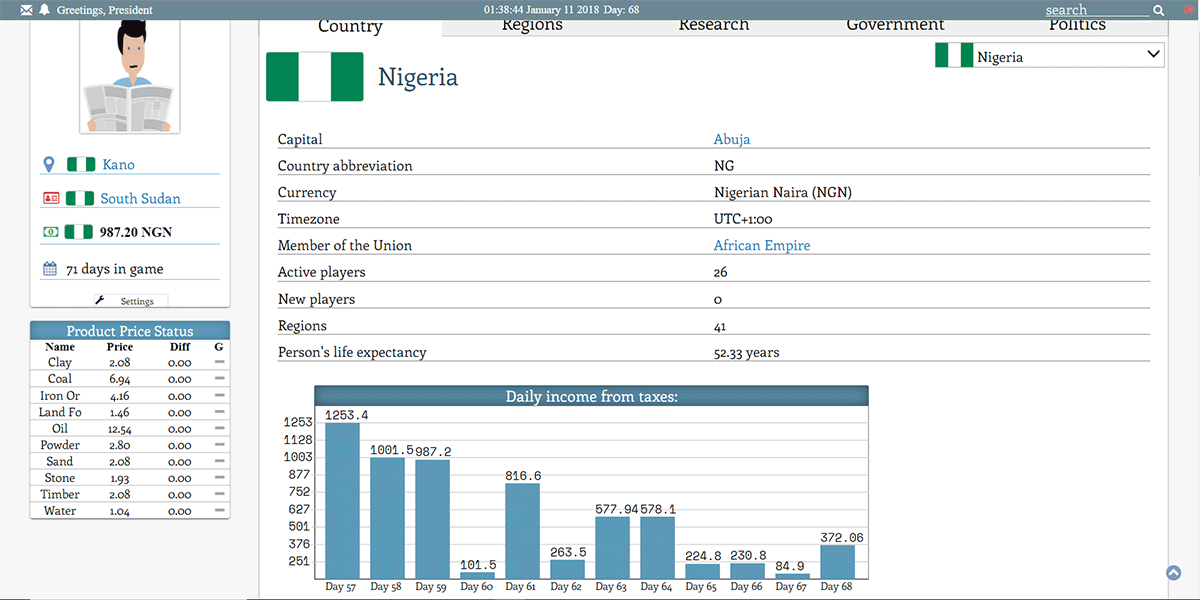 Greetings, President
01:38:44 January 11 2018 Day: 68
search
Country Regions Research Government Politics
Nigeria
Nigeria
Kano
South Sudan
987.20 NGN
71 days in game
Settings
Product Price Status
Name Price Diff G
Clay 2.08 0.00
Coal 6.94 0.00
Iron Or 4.16 0.00
Land Fo 1.46 0.00
Oil 12.54 0.00
Powder 2.80 0.00
Sand 2.08 0.00
Stone 1.93 0.00
Timber 2.08 0.00
Water 1.04 0.00
Capital Abuja
Country abbreviation NG
Currency Nigerian Naira (NGN)
Timezone UTC+1:00
Member of the Union African Empire
Active players 26
New players 0
Regions 41
Person's life expectancy 52.33 years
Daily income from taxes:
1253
1128
1003
877
752
627
501
376
251
1253.4 1001.5 987.2 101.5 816.6 263.5 577.94 578.1 224.8 230.8 84.9 372.06
Day 57 Day 58 Day 59 Day 60 Day 61 Day 62 Day 63 Day 64 Day 65 Day 66 Day 67 Day 68